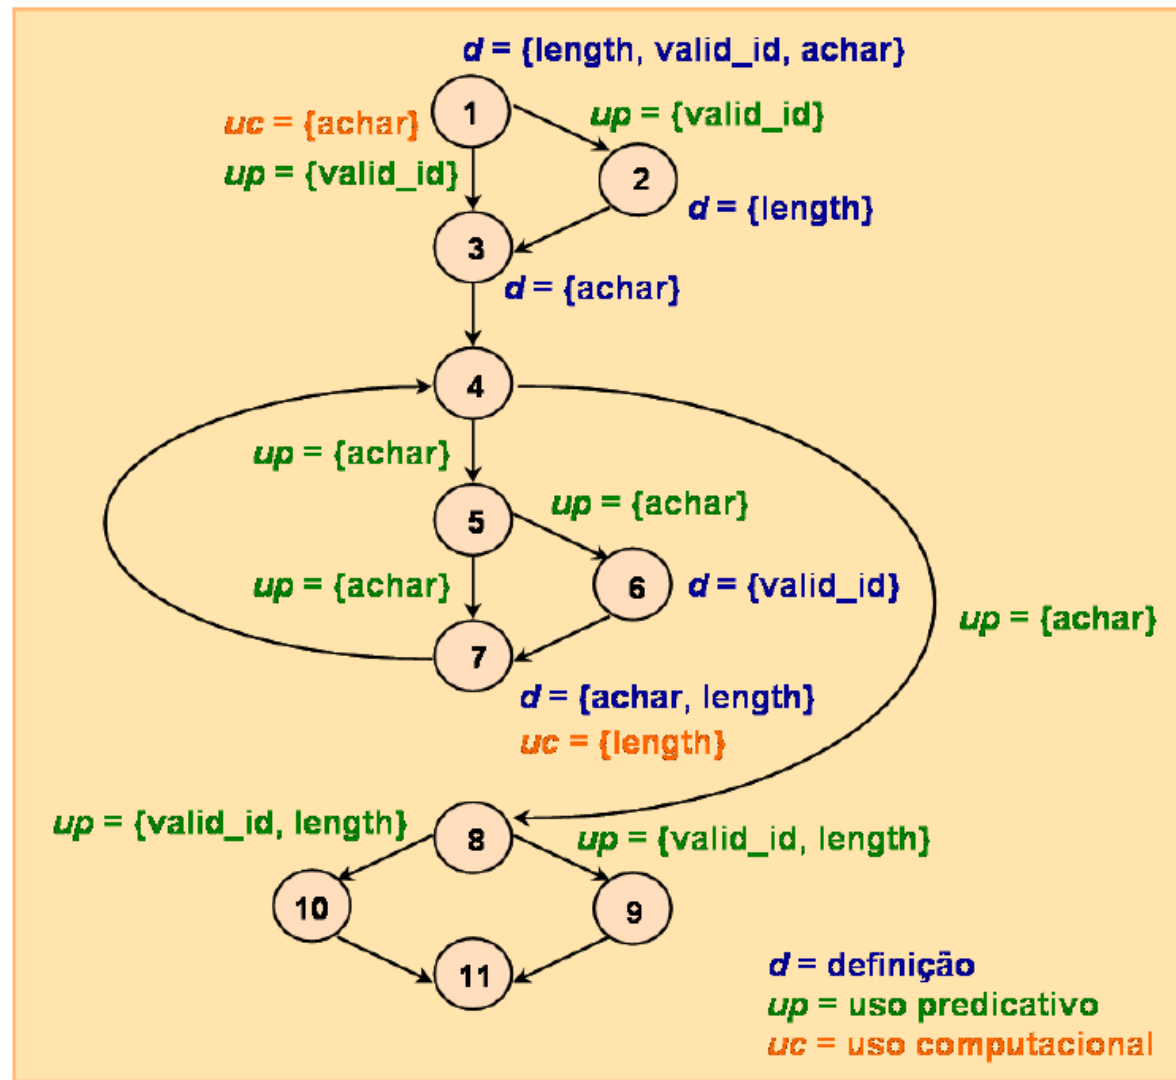 d = {length, valid_id, achar}
1
uc = {achar}
up = {valid_id}
up = {valid_id}
2
d = {length}
3
d = {achar}
4
up = {achar}
5
up = {achar}
up = {achar}
6
d = {valid_id}
up = {achar}
7
d = {achar, length}
uc = {length}
up = {valid_id, length}
8
up = {valid_id, length}
10
9
11
d = definição
up = uso predicativo
uc = uso computacional